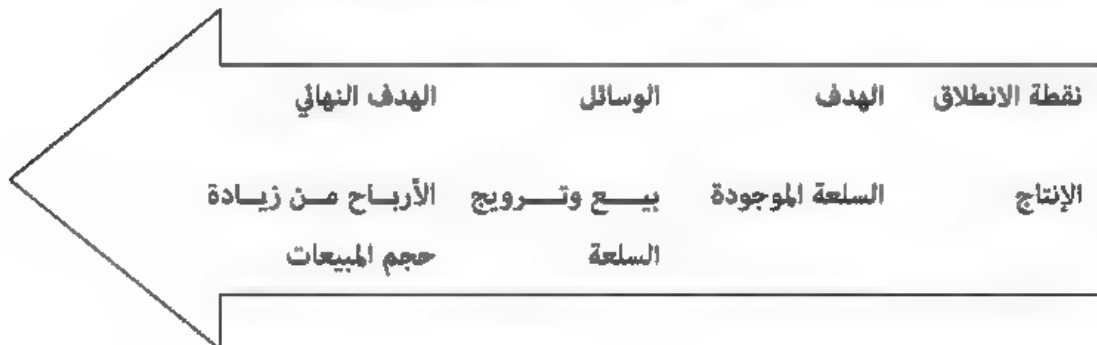 نقطة الانطلاق الهدف الوسائل الهدف النهائي
الإنتاج السلعة الموجودة بيـــع وتـــرويج الأربـــاح مـــن زيـــادة
السلعة حجم المبيعات